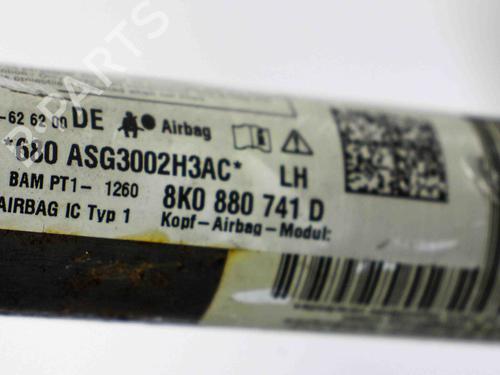 -62 62 00 DE Airbag
*680 ASG3002H3AC* LH
BAM PT1- 1260 8K0 880 741 D
AIRBAG IC Typ 1 Kopf-Airbag-Modul:
PARTS